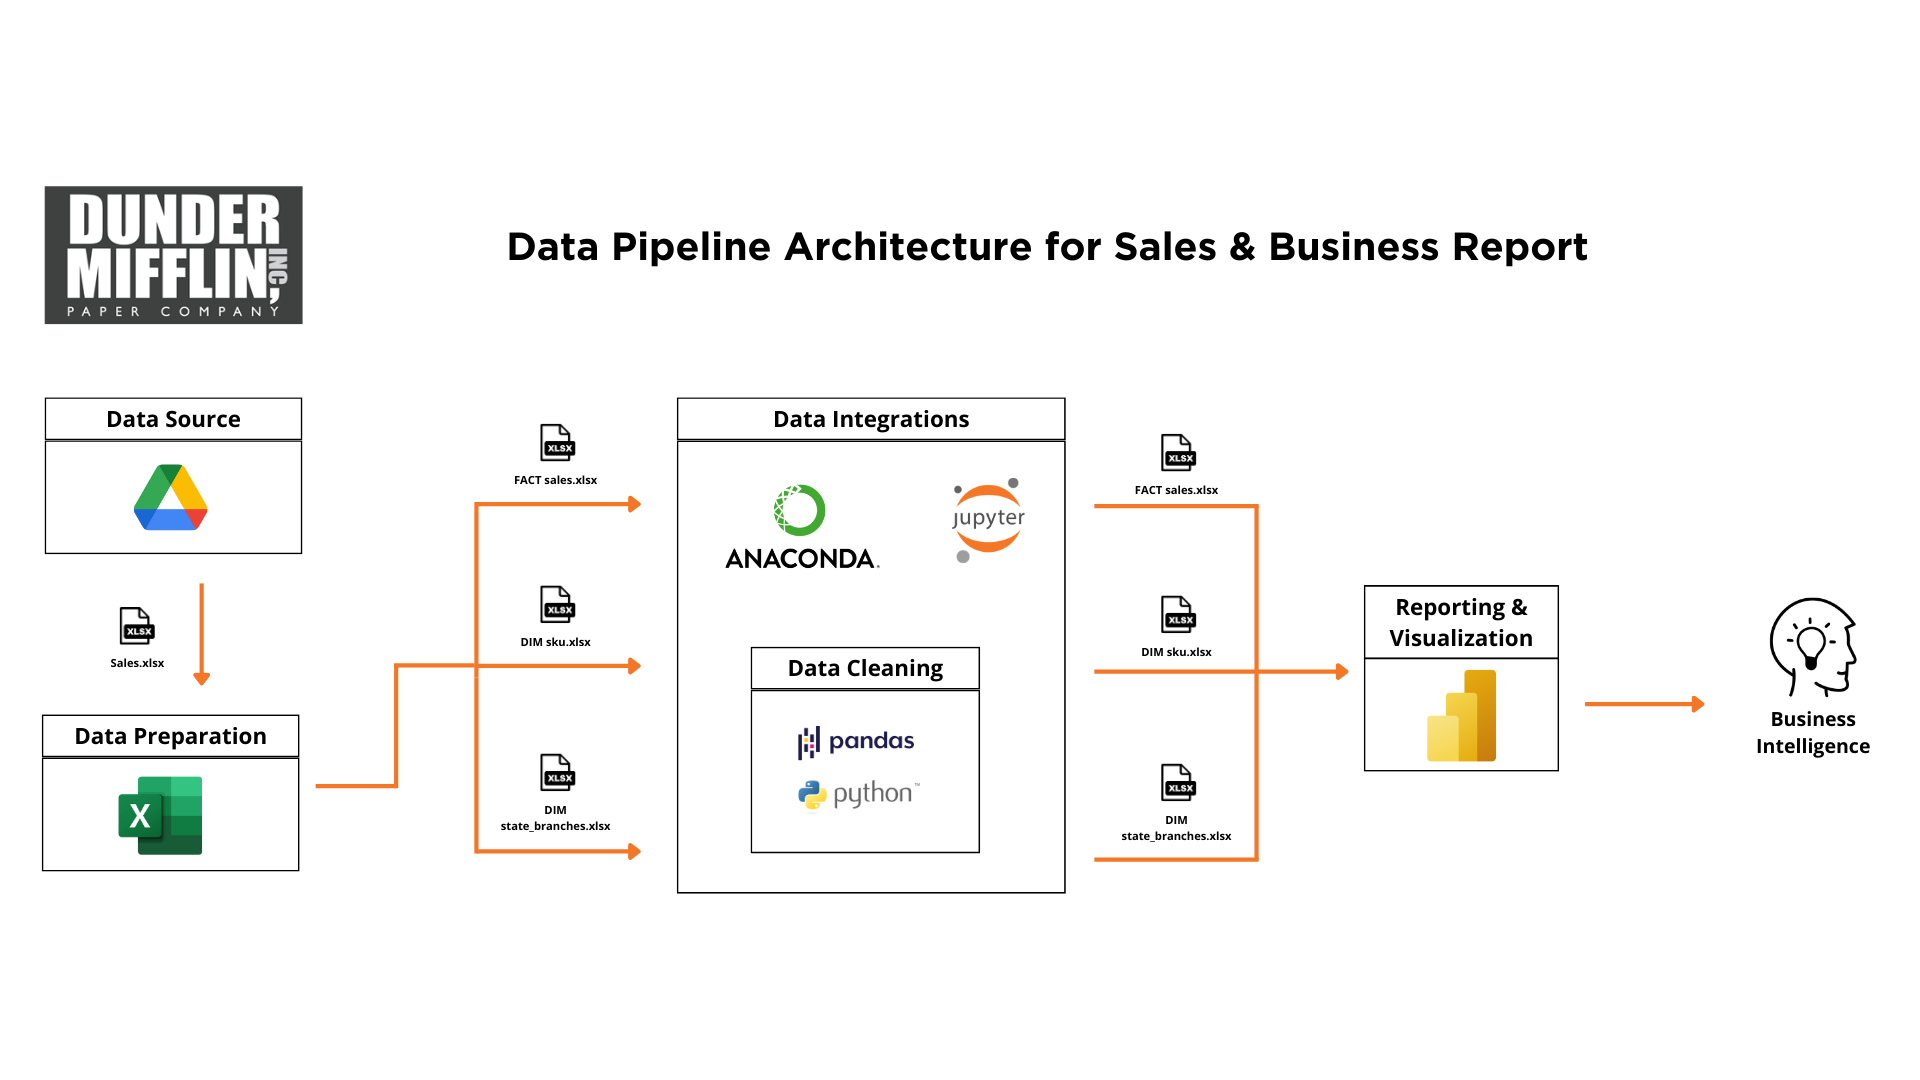 DUNDER
MIFFLIN,
INC
PAPER COMPANY
Data Pipeline Architecture for Sales & Business Report
Data Source
XLSX
Sales.xlsx
Data Preparation
X
XLSX
FACT sales.xlsx
XLSX
DIM sku.xlsx
XLSX
DIM
state_branches.xlsx
Data Integrations
ANACONDA.
jupyter
Data Cleaning
pandas
python™
XLSX
FACT sales.xlsx
XLSX
DIM sku.xlsx
XLSX
DIM
state_branches.xlsx
Reporting &
Visualization
Business
Intelligence